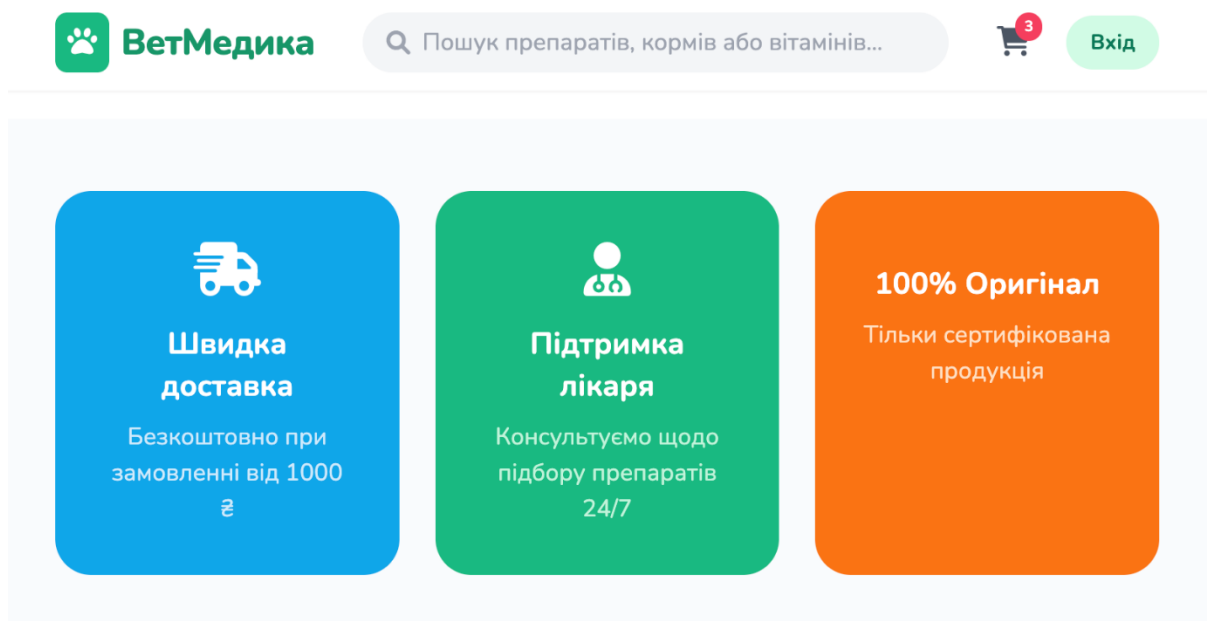 ВетМедика
Пошук препаратів, кормів або вітамінів...
3
Вхід
Швидка
доставка
Безкоштовно при
замовленні від 1000
₴
Підтримка
лікаря
Консультуємо щодо
підбору препаратів
24/7
100% Оригінал
Тільки сертифікована
продукція